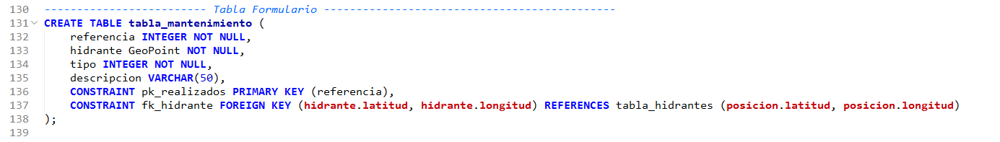 130 ------------------------- Tabla Formulario ---------------------------------------------
131 CREATE TABLE tabla_mantenimiento (
132 referencia INTEGER NOT NULL,
133 hidrante GeoPoint NOT NULL,
134 tipo INTEGER NOT NULL,
135 descripcion VARCHAR(50),
136 CONSTRAINT pk_realizados PRIMARY KEY (referencia),
137 CONSTRAINT fk_hidrante FOREIGN KEY (hidrante.latitud, hidrante.longitud) REFERENCES tabla_hidrantes (posicion.latitud, posicion.longitud)
138 );
139